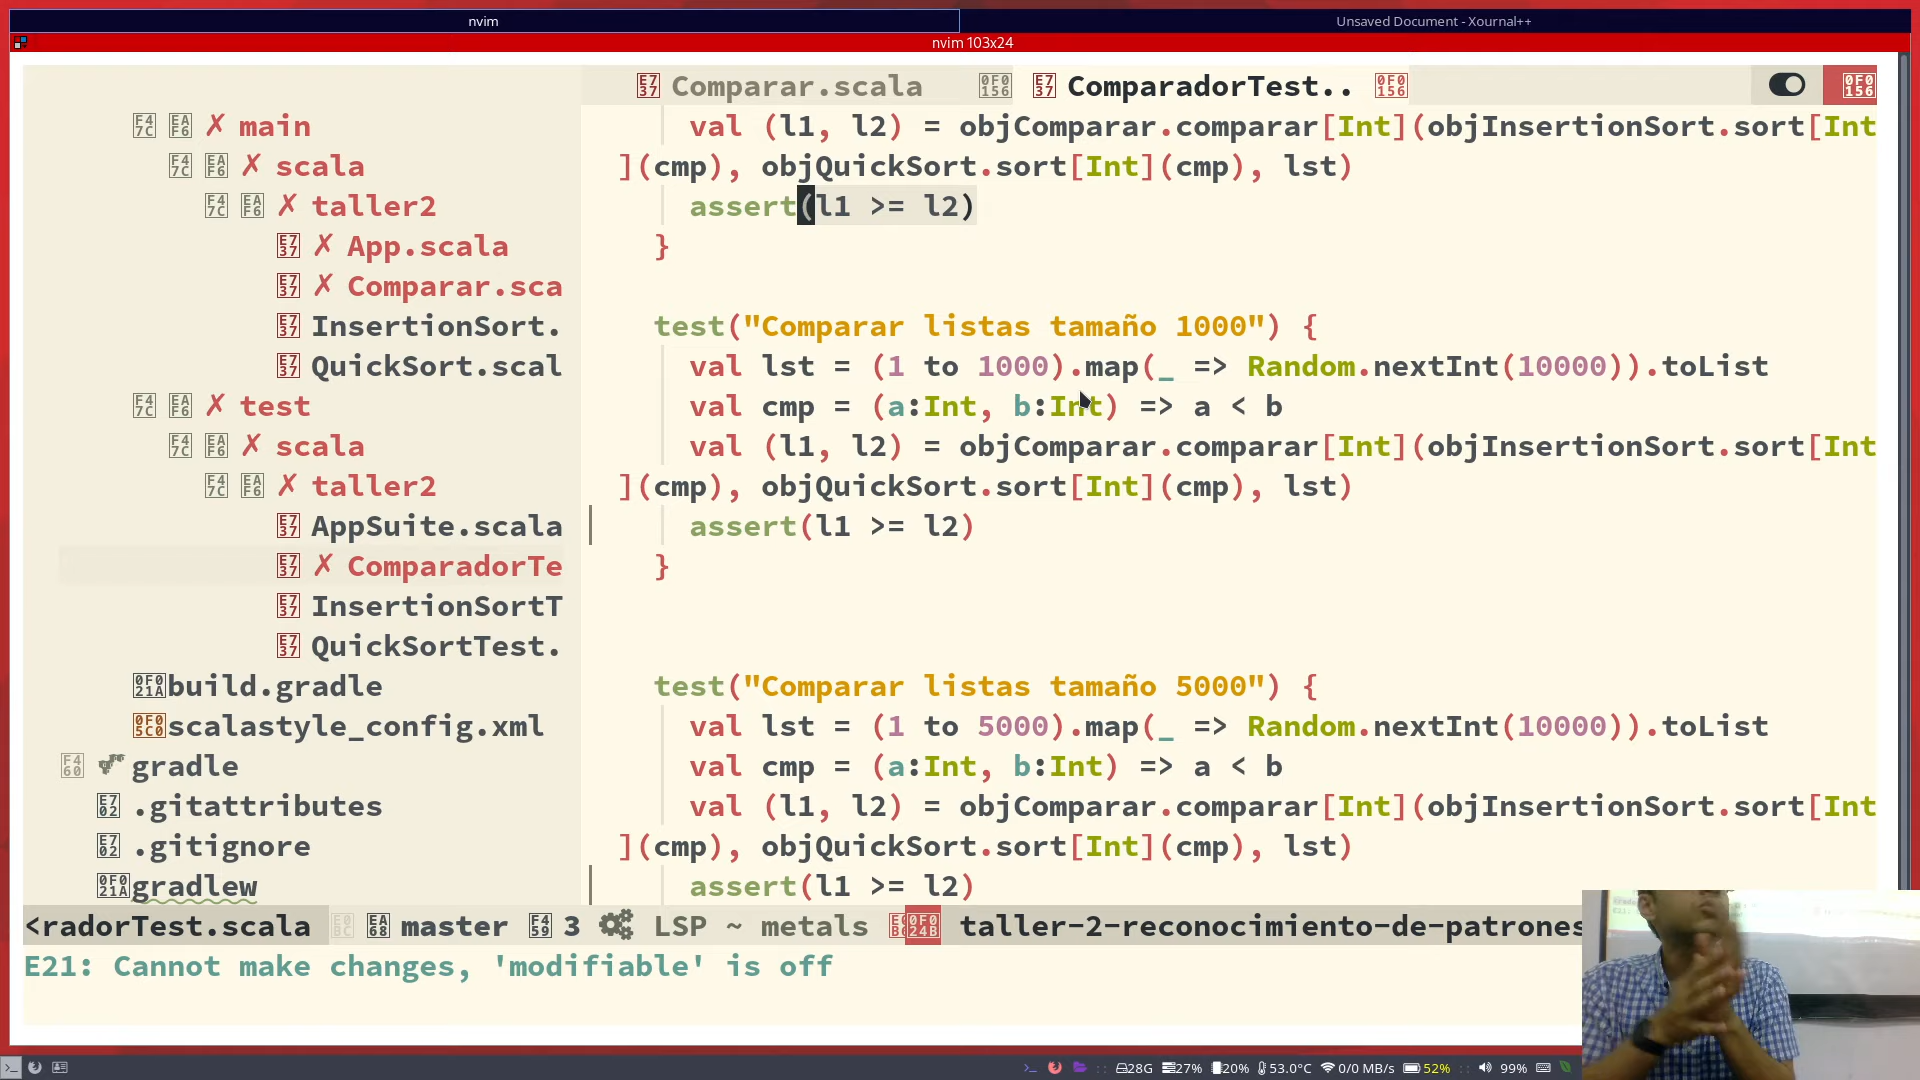 nvim
Unsaved Document - Xournal++
nvim 103x24
Comparar.scala
ComparadorTest..
main
scala
taller2
App.scala
Comparar.sca
InsertionSort.
QuickSort.scal
test
scala
taller2
AppSuite.scala
ComparadorTe
InsertionSortT
QuickSortTest.
build.gradle
scalastyle_config.xml
gradle
.gitattributes
.gitignore
gradlew
val (l1, l2) = objComparar.comparar[Int](objInsertionSort.sort[Int
](cmp), objQuickSort.sort[Int](cmp), lst)
assert(l1 >= l2)
}
test("Comparar listas tamaño 1000") {
val lst = (1 to 1000).map(_ => Random.nextInt(10000)).toList
val cmp = (a:Int, b:Int) => a < b
val (l1, l2) = objComparar.comparar[Int](objInsertionSort.sort[Int
](cmp), objQuickSort.sort[Int](cmp), lst)
assert(l1 >= l2)
}
test("Comparar listas tamaño 5000") {
val lst = (1 to 5000).map(_ => Random.nextInt(10000)).toList
val cmp = (a:Int, b:Int) => a < b
val (l1, l2) = objComparar.comparar[Int](objInsertionSort.sort[Int
](cmp), objQuickSort.sort[Int](cmp), lst)
assert(l1 >= l2)
<radorTest.scala master 3 LSP ~ metals taller-2-reconocimiento-de-patrones
E21: Cannot make changes, 'modifiable' is off
28G 27% 20% 53.0°C 0/0 MB/s 52% 99%